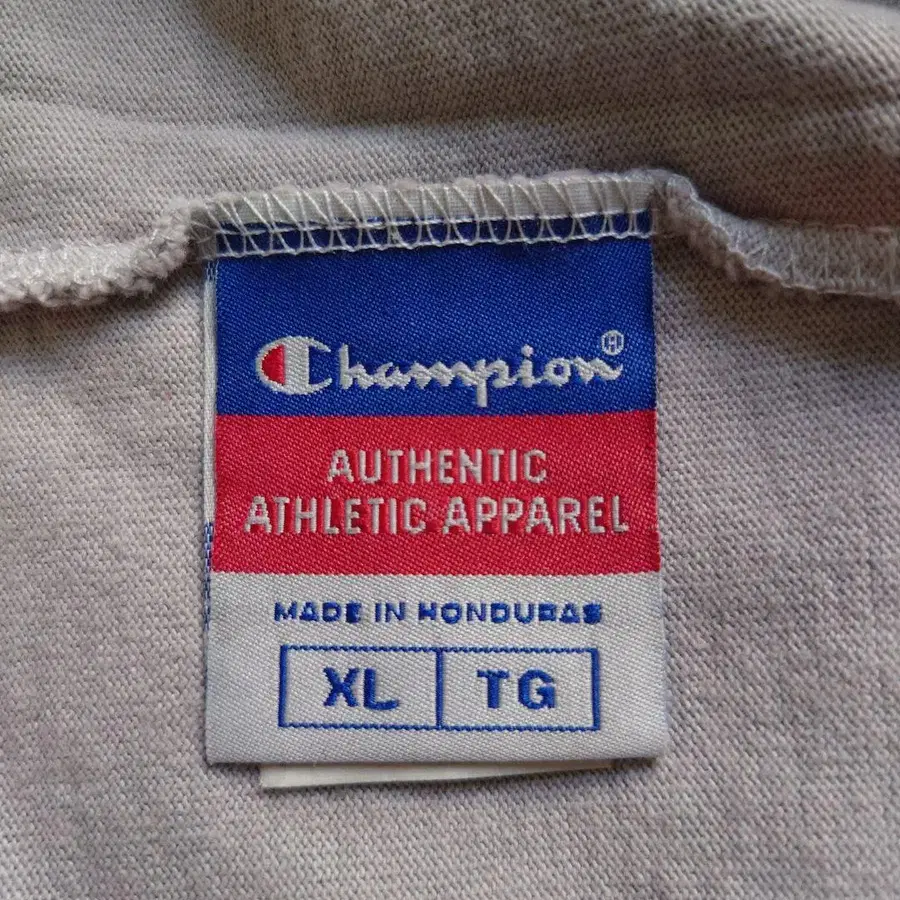 Champion®
AUTHENTIC
ATHLETIC APPAREL
MADE IN HONDURAS
XL TG